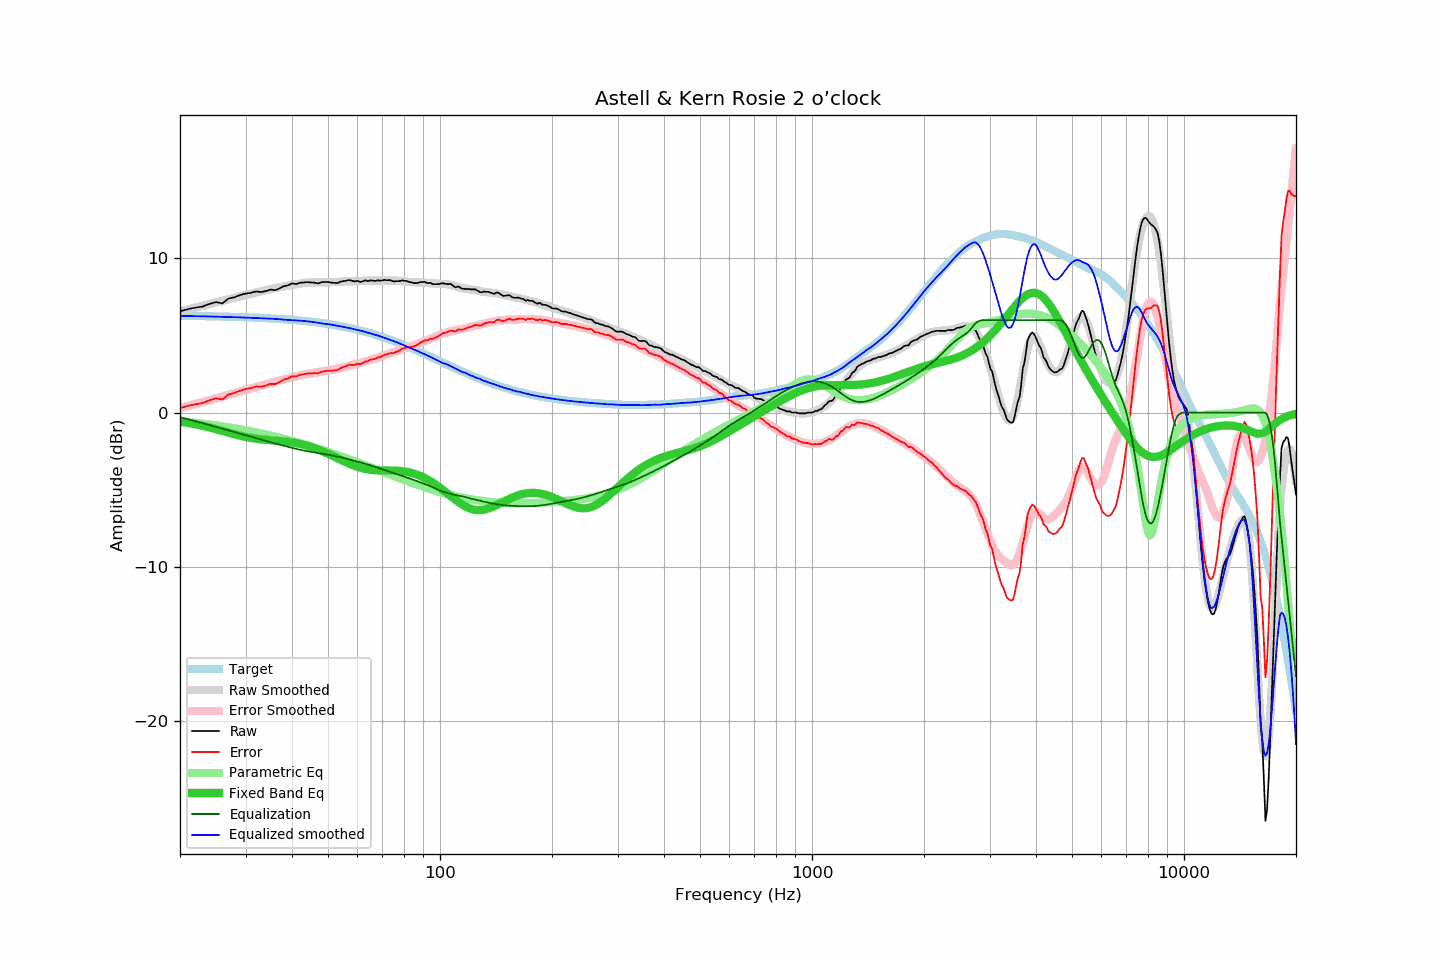 Astell & Kern Rosie 2 o’clock
Amplitude (dBr)
10
0
−10
−20
Target
Raw Smoothed
Error Smoothed
Raw
Error
Parametric Eq
Fixed Band Eq
Equalization
Equalized smoothed
100 1000 10000
Frequency (Hz)